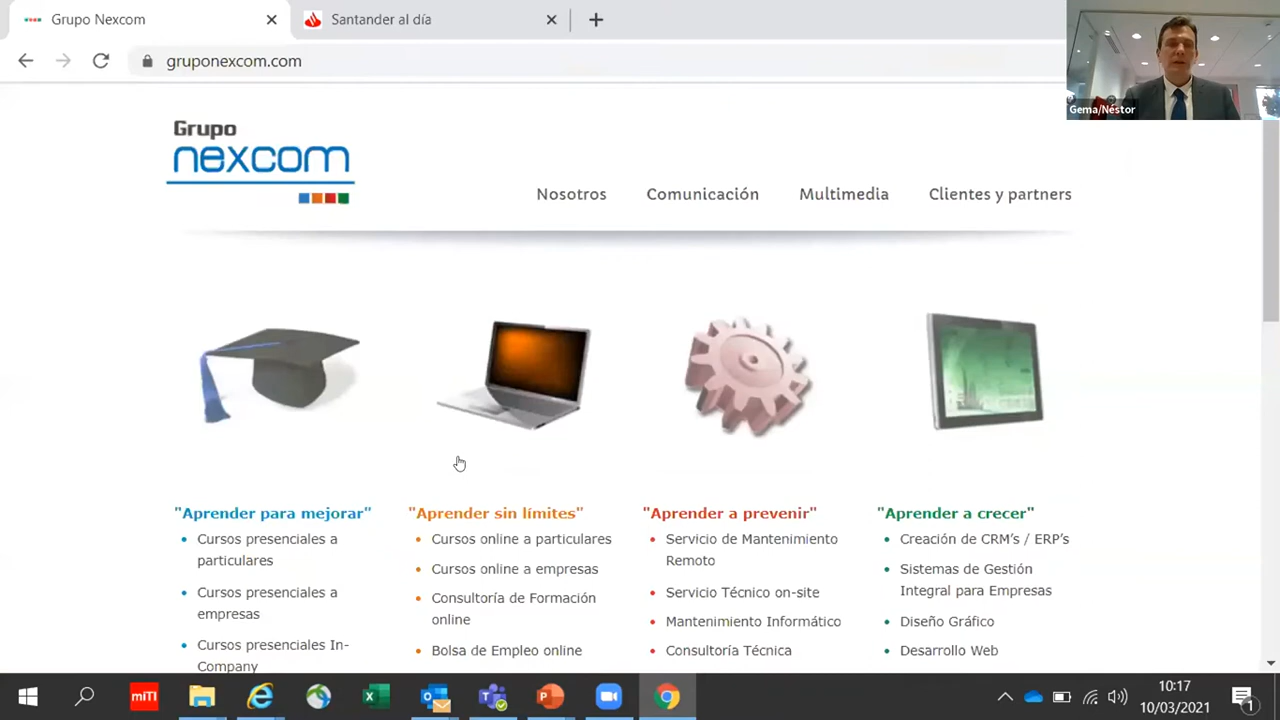 Grupo Nexcom
Santander al día
gruponexcom.com
Gema/Néstor
Grupo
nexcom
Nosotros
Comunicación
Multimedia
Clientes y partners
"Aprender para mejorar"
Cursos presenciales a
particulares
Cursos presenciales a
empresas
Cursos presenciales In-
Company
"Aprender sin límites"
Cursos online a particulares
Cursos online a empresas
Consultoría de Formación
online
Bolsa de Empleo online
"Aprender a prevenir"
Servicio de Mantenimiento
Remoto
Servicio Técnico on-site
Mantenimiento Informático
Consultoría Técnica
"Aprender a crecer"
Creación de CRM's / ERP's
Sistemas de Gestión
Integral para Empresas
Diseño Gráfico
Desarrollo Web
miTI
10:17
10/03/2021
1